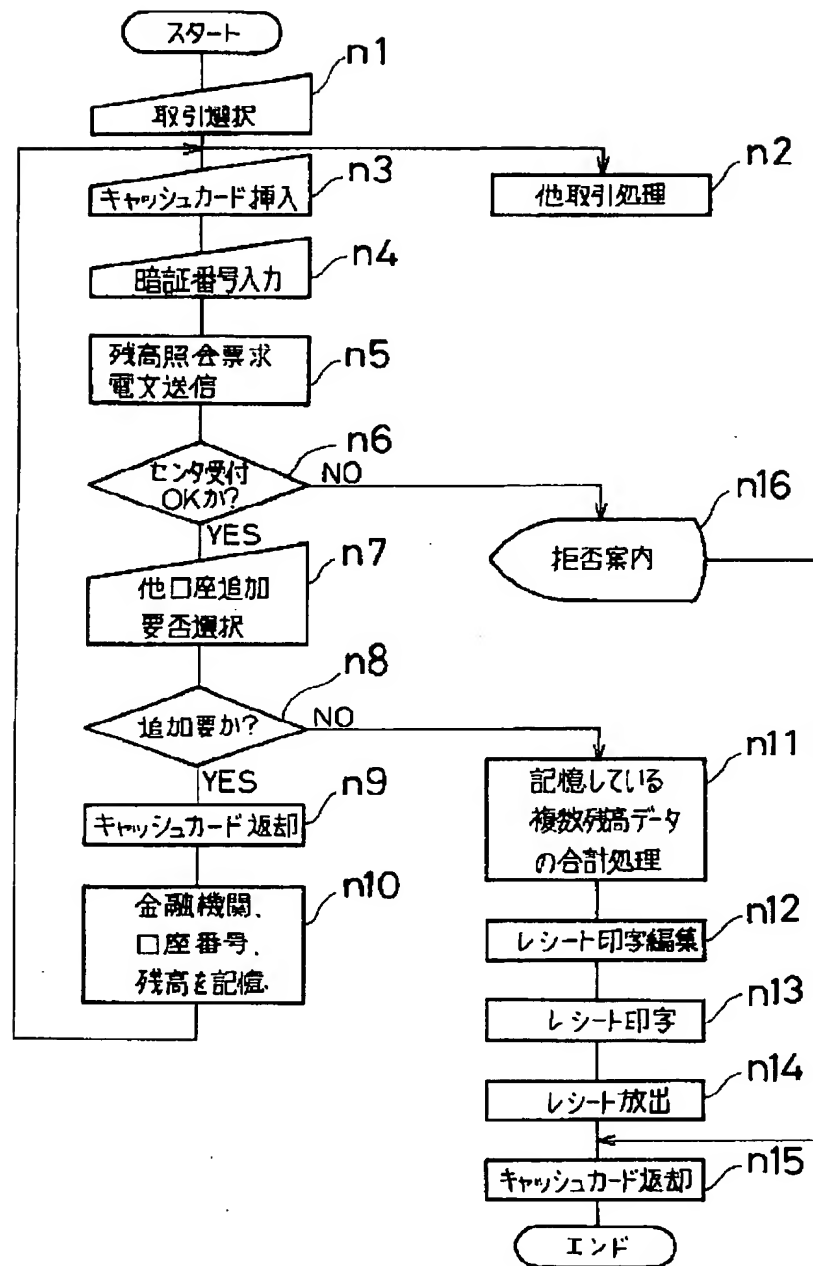 スタート
n1
取引選択
n3
キャッシュカード挿入
n2
他取引処理
n4
暗証番号入力
n5
残高照会票求
電文送信
n6
センタ受付
OKか?
NO
YES
n16
拒否案内
n7
他口座追加
要否選択
n8
追加要か?
NO
YES
n9
キャッシュカード返却
n10
金融機関、
口座番号、
残高を記憶
n11
記憶している
複数残高データ
の合計処理
n12
レシート印字編集
n13
レシート印字
n14
レシート放出
n15
キャッシュカード返却
エンド